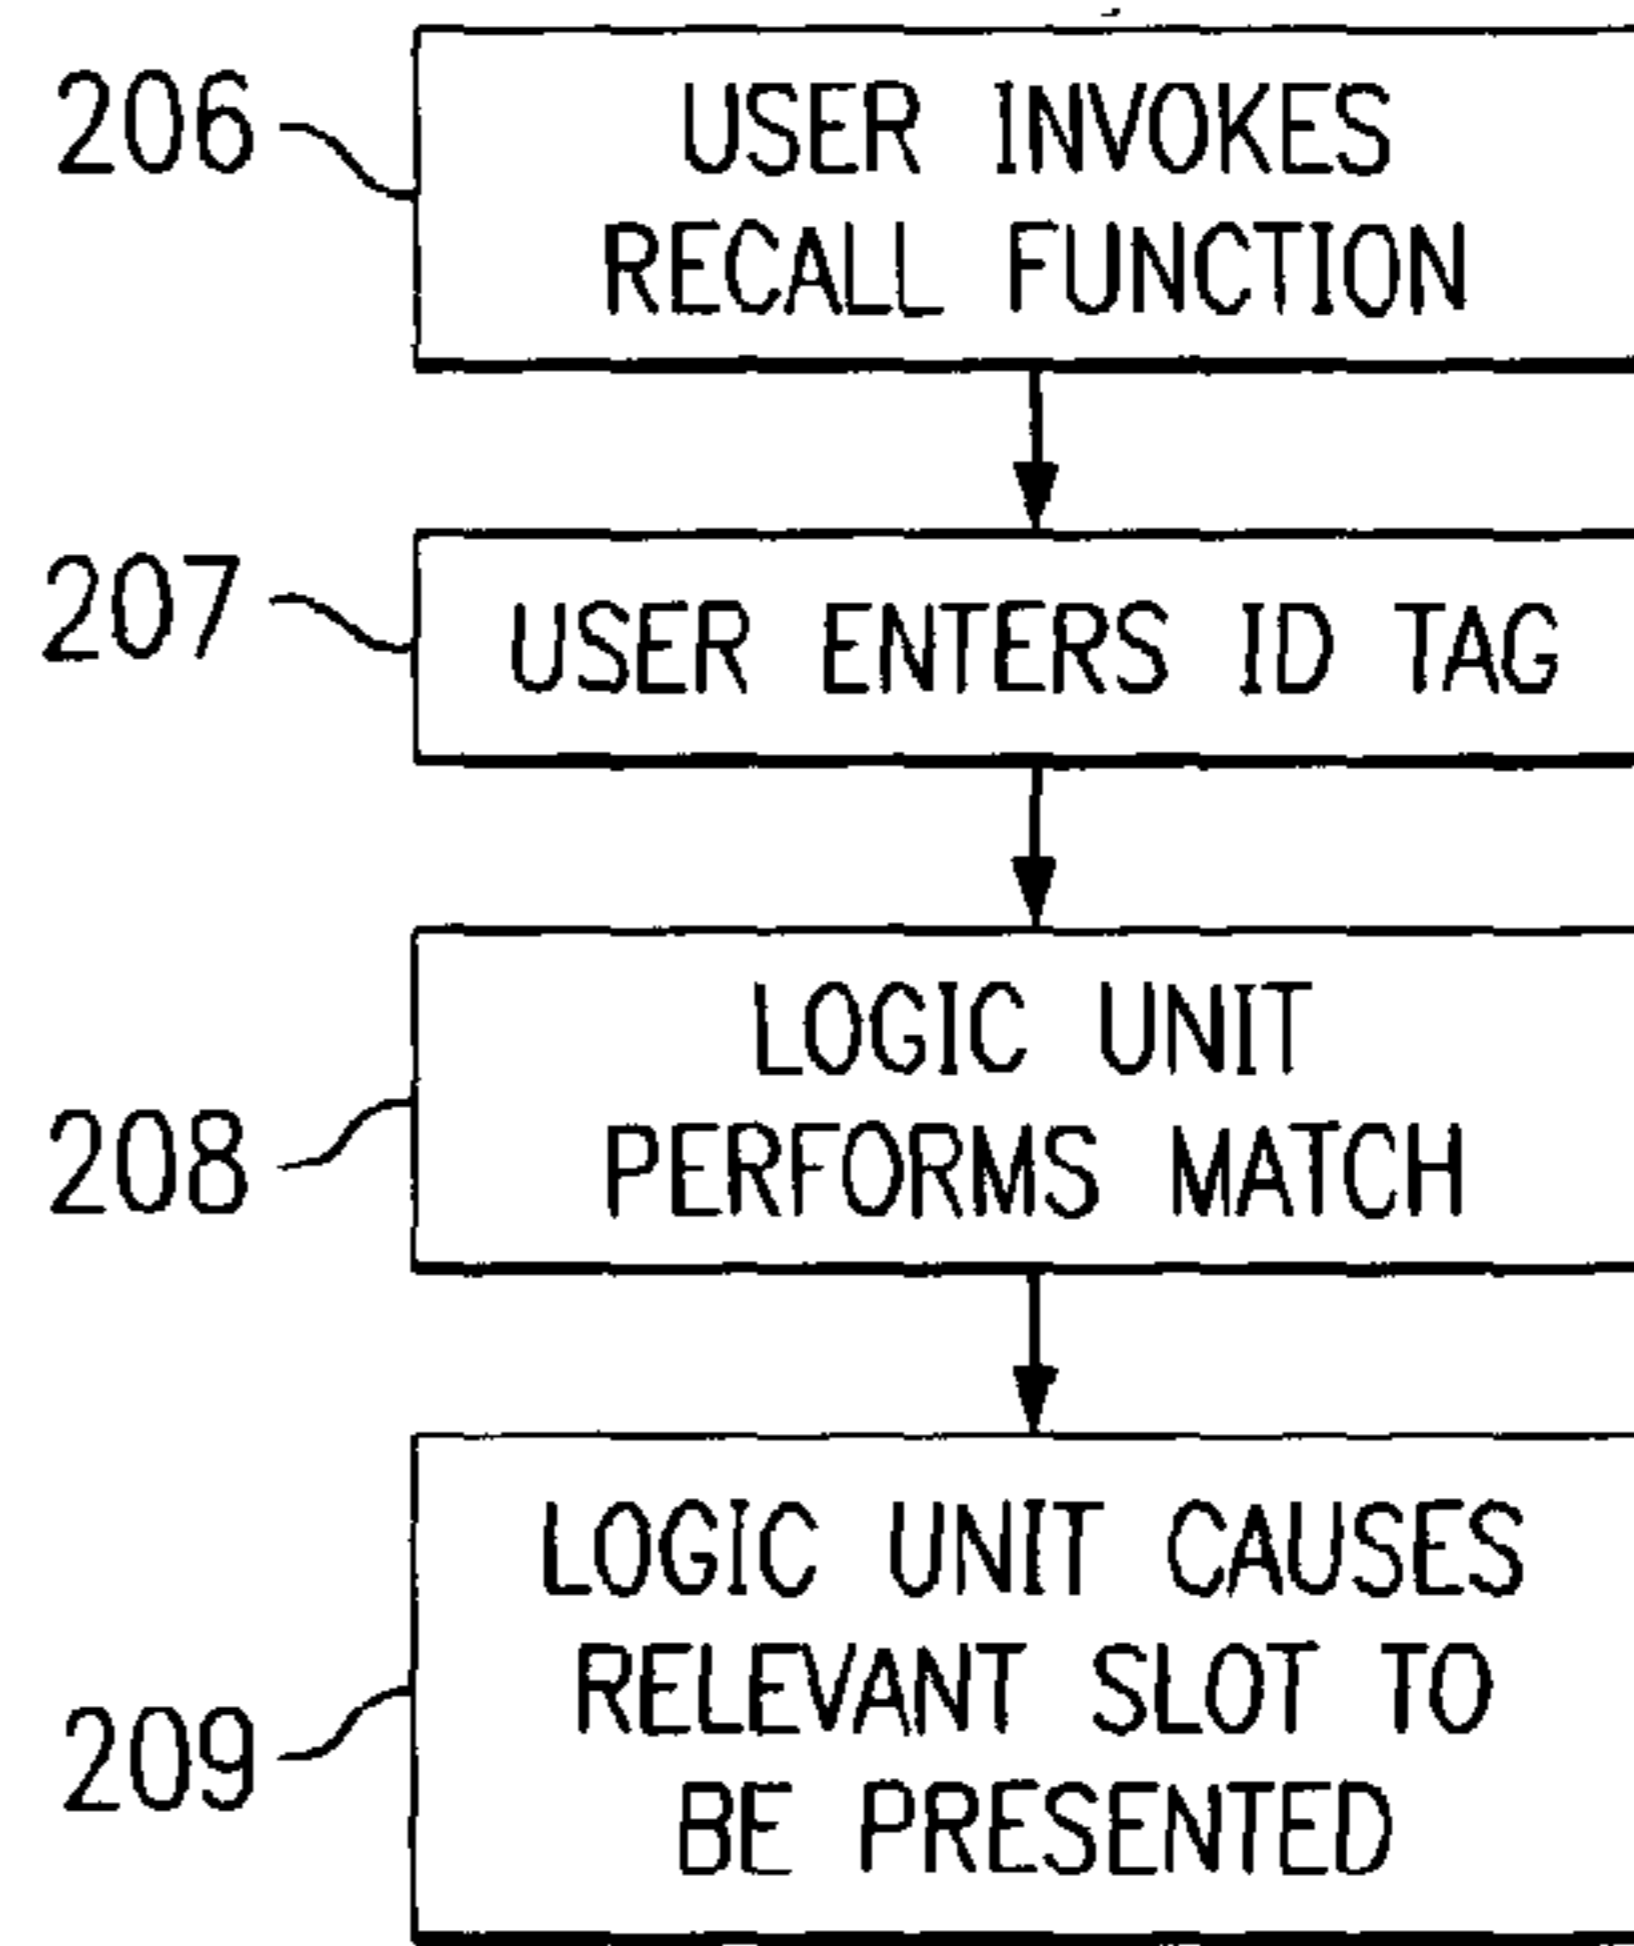 206
USER INVOKES
RECALL FUNCTION
207
USER ENTERS ID TAG
208
LOGIC UNIT
PERFORMS MATCH
209
LOGIC UNIT CAUSES
RELEVANT SLOT TO
BE PRESENTED